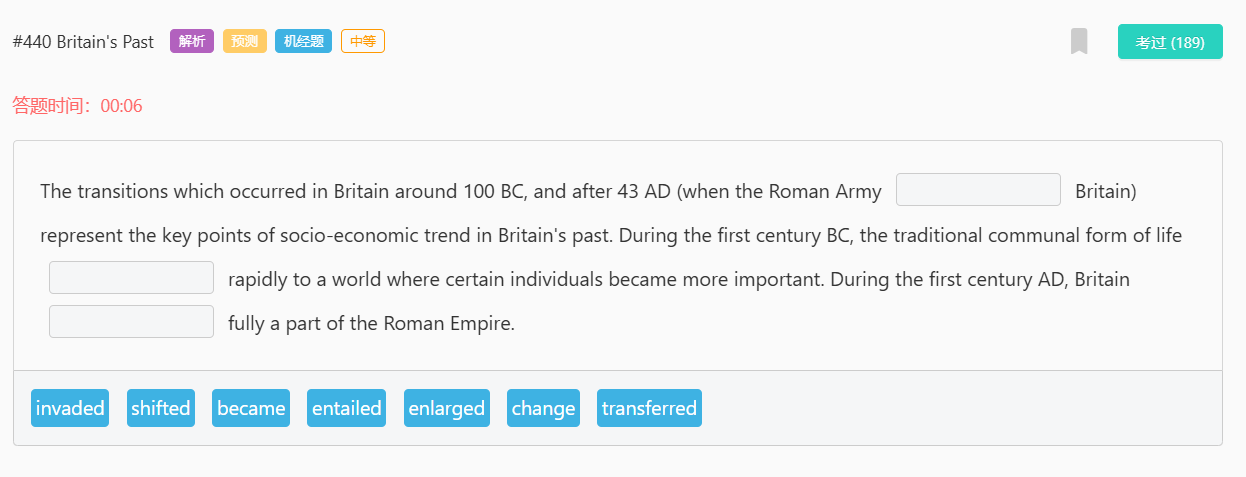 #440 Britain's Past 解析 预测 机经题 中等 考过 (189)
答题时间：00:06
The transitions which occurred in Britain around 100 BC, and after 43 AD (when the Roman Army Britain)
represent the key points of socio-economic trend in Britain's past. During the first century BC, the traditional communal form of life
rapidly to a world where certain individuals became more important. During the first century AD, Britain
fully a part of the Roman Empire.
invaded shifted became entailed enlarged change transferred